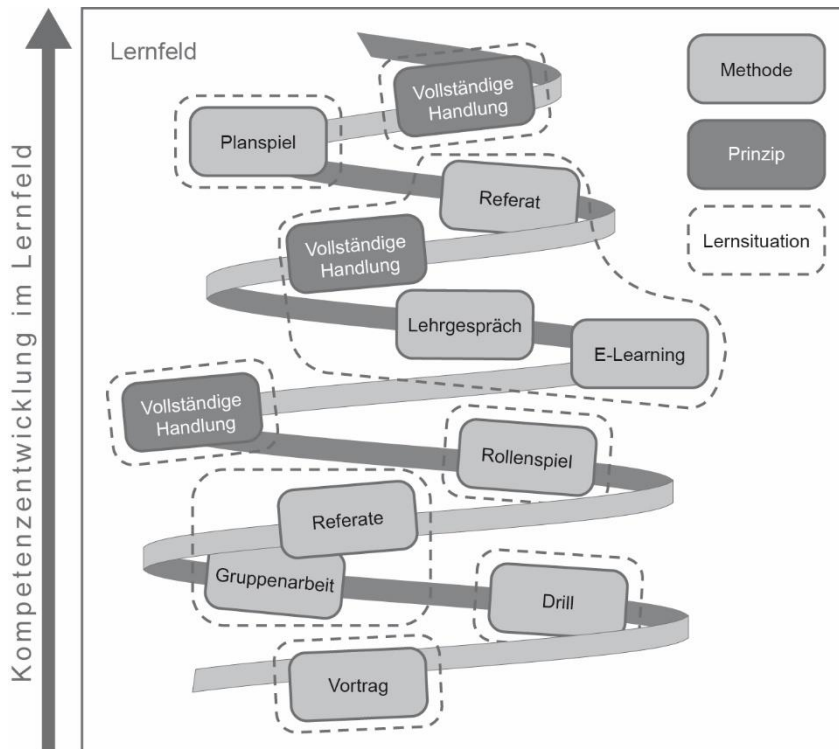 Kompetenzentwicklung im Lernfeld
Lernfeld
Vollständige
Handlung
Methode
Planspiel
Prinzip
Referat
Vollständige
Handlung
Lernsituation
Lehrgespräch
E-Learning
Vollständige
Handlung
Rollenspiel
Referate
Gruppenarbeit
Drill
Vortrag